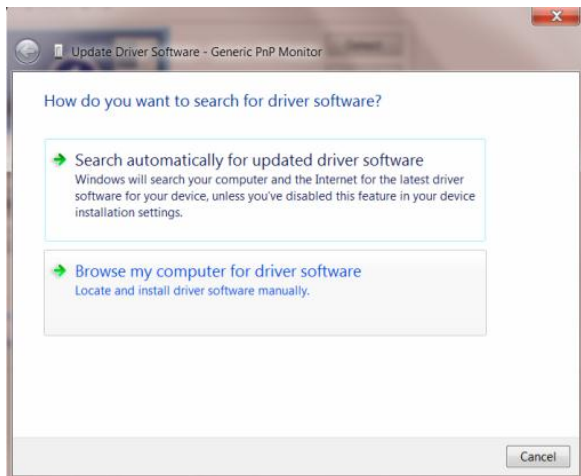 Update Driver Software - Generic PnP Monitor
How do you want to search for driver software?
Search automatically for updated driver software
Windows will search your computer and the Internet for the latest driver
software for your device, unless you've disabled this feature in your device
installation settings.
Browse my computer for driver software
Locate and install driver software manually.
Cancel